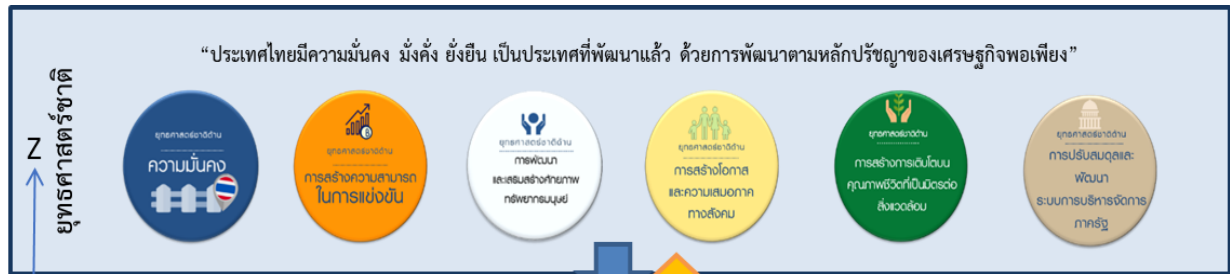 “ประเทศไทยมีความมั่นคง มั่งคั่ง ยั่งยืน เป็นประเทศที่พัฒนาแล้ว ด้วยการพัฒนาตามหลักปรัชญาของเศรษฐกิจพอเพียง”
Z
ยุทธศาสตร์ชาติ
ยุทธศาสตร์ชาติด้าน
ความมั่นคง
ยุทธศาสตร์ชาติด้าน
การสร้างความสามารถ
ในการแข่งขัน
ยุทธศาสตร์ชาติด้าน
การพัฒนา
และเสริมสร้างศักยภาพ
ทรัพยากรมนุษย์
ยุทธศาสตร์ชาติด้าน
การสร้างโอกาส
และความเสมอภาค
ทางสังคม
ยุทธศาสตร์ชาติด้าน
การสร้างการเติบโตบน
คุณภาพชีวิตที่เป็นมิตรต่อ
สิ่งแวดล้อม
ยุทธศาสตร์ชาติด้าน
การปรับสมดุลและ
พัฒนา
ระบบการบริหารจัดการ
ภาครัฐ